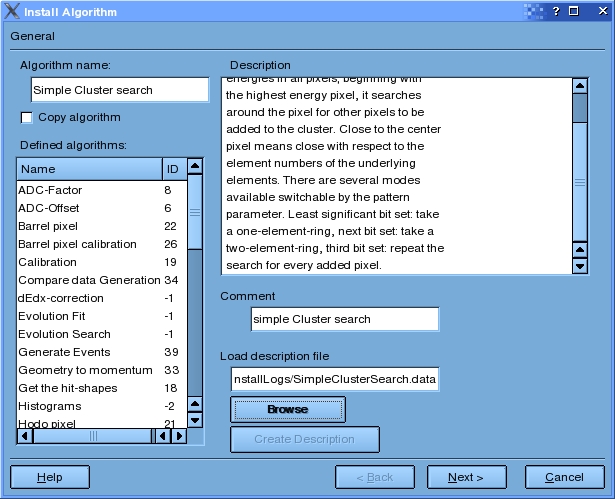 Install Algorithm
General
Algorithm name:
Simple Cluster search
Copy algorithm
Defined algorithms:
Name ID
ADC-Factor 8
ADC-Offset 6
Barrel pixel 22
Barrel pixel calibration 26
Calibration 19
Compare data Generation 34
dEdx-correction -1
Evolution Fit -1
Evolution Search -1
Generate Events 39
Geometry to momentum 33
Get the hit-shapes 18
Histograms -2
Hodo pixel 21
Description
energies in all pixels, beginning with
the highest energy pixel, it searches
around the pixel for other pixels to be
added to the cluster. Close to the center
pixel means close with respect to the
element numbers of the underlying
elements. There are several modes
available switchable by the pattern
parameter. Least significant bit set: take
a one-element-ring, next bit set: take a
two-element-ring, third bit set: repeat the
search for every added pixel.
Comment
simple Cluster search
Load description file
nstallLogs/SimpleClusterSearch.data
Browse
Create Description
Help
< Back
Next >
Cancel